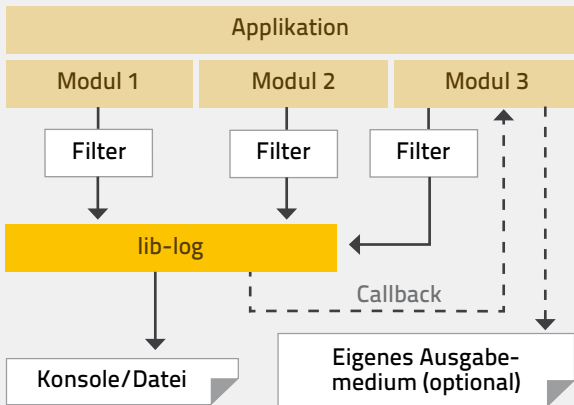 Applikation
Modul 1
Modul 2
Modul 3
Filter
Filter
Filter
lib-log
Callback
Konsole/Datei
Eigenes Ausgabe-
medium (optional)